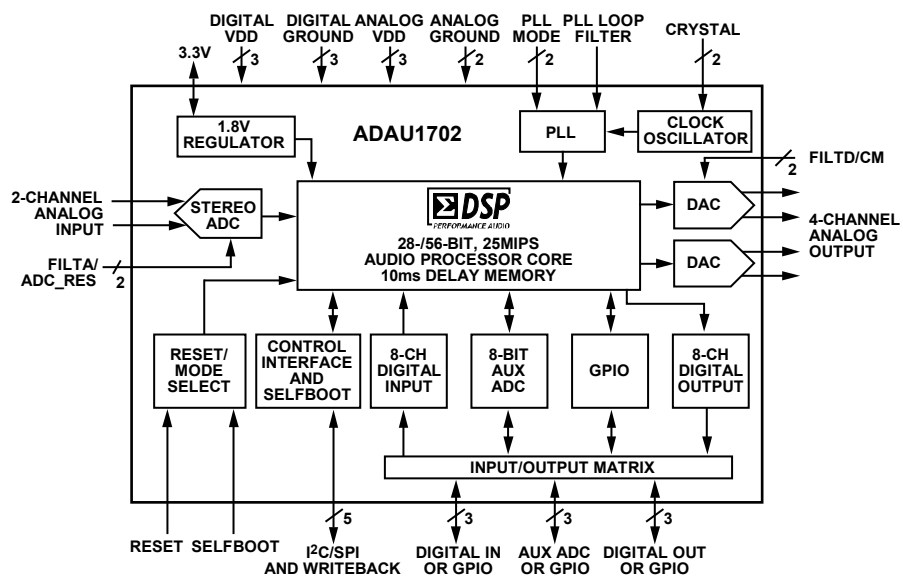 DIGITAL
VDD
DIGITAL
GROUND
ANALOG
VDD
ANALOG
GROUND
PLL
MODE
PLL LOOP
FILTER
CRYSTAL
3.3V
3
3
3
2
2
2
1.8V
REGULATOR
ADAU1702
PLL
CLOCK
OSCILLATOR
FILTD/CM
2
2-CHANNEL
ANALOG
INPUT
STEREO
ADC
FILTA/
ADC_RES
2
ΣDSP
PERFORMANCE AUDIO
28-/56-BIT, 25MIPS
AUDIO PROCESSOR CORE
10ms DELAY MEMORY
DAC
DAC
4-CHANNEL
ANALOG
OUTPUT
RESET/
MODE
SELECT
CONTROL
INTERFACE
AND
SELFBOOT
8-CH
DIGITAL
INPUT
8-BIT
AUX
ADC
GPIO
8-CH
DIGITAL
OUTPUT
INPUT/OUTPUT MATRIX
5
3
3
3
RESET
SELFBOOT
I²C/SPI
AND WRITEBACK
DIGITAL IN
OR GPIO
AUX ADC
OR GPIO
DIGITAL OUT
OR GPIO